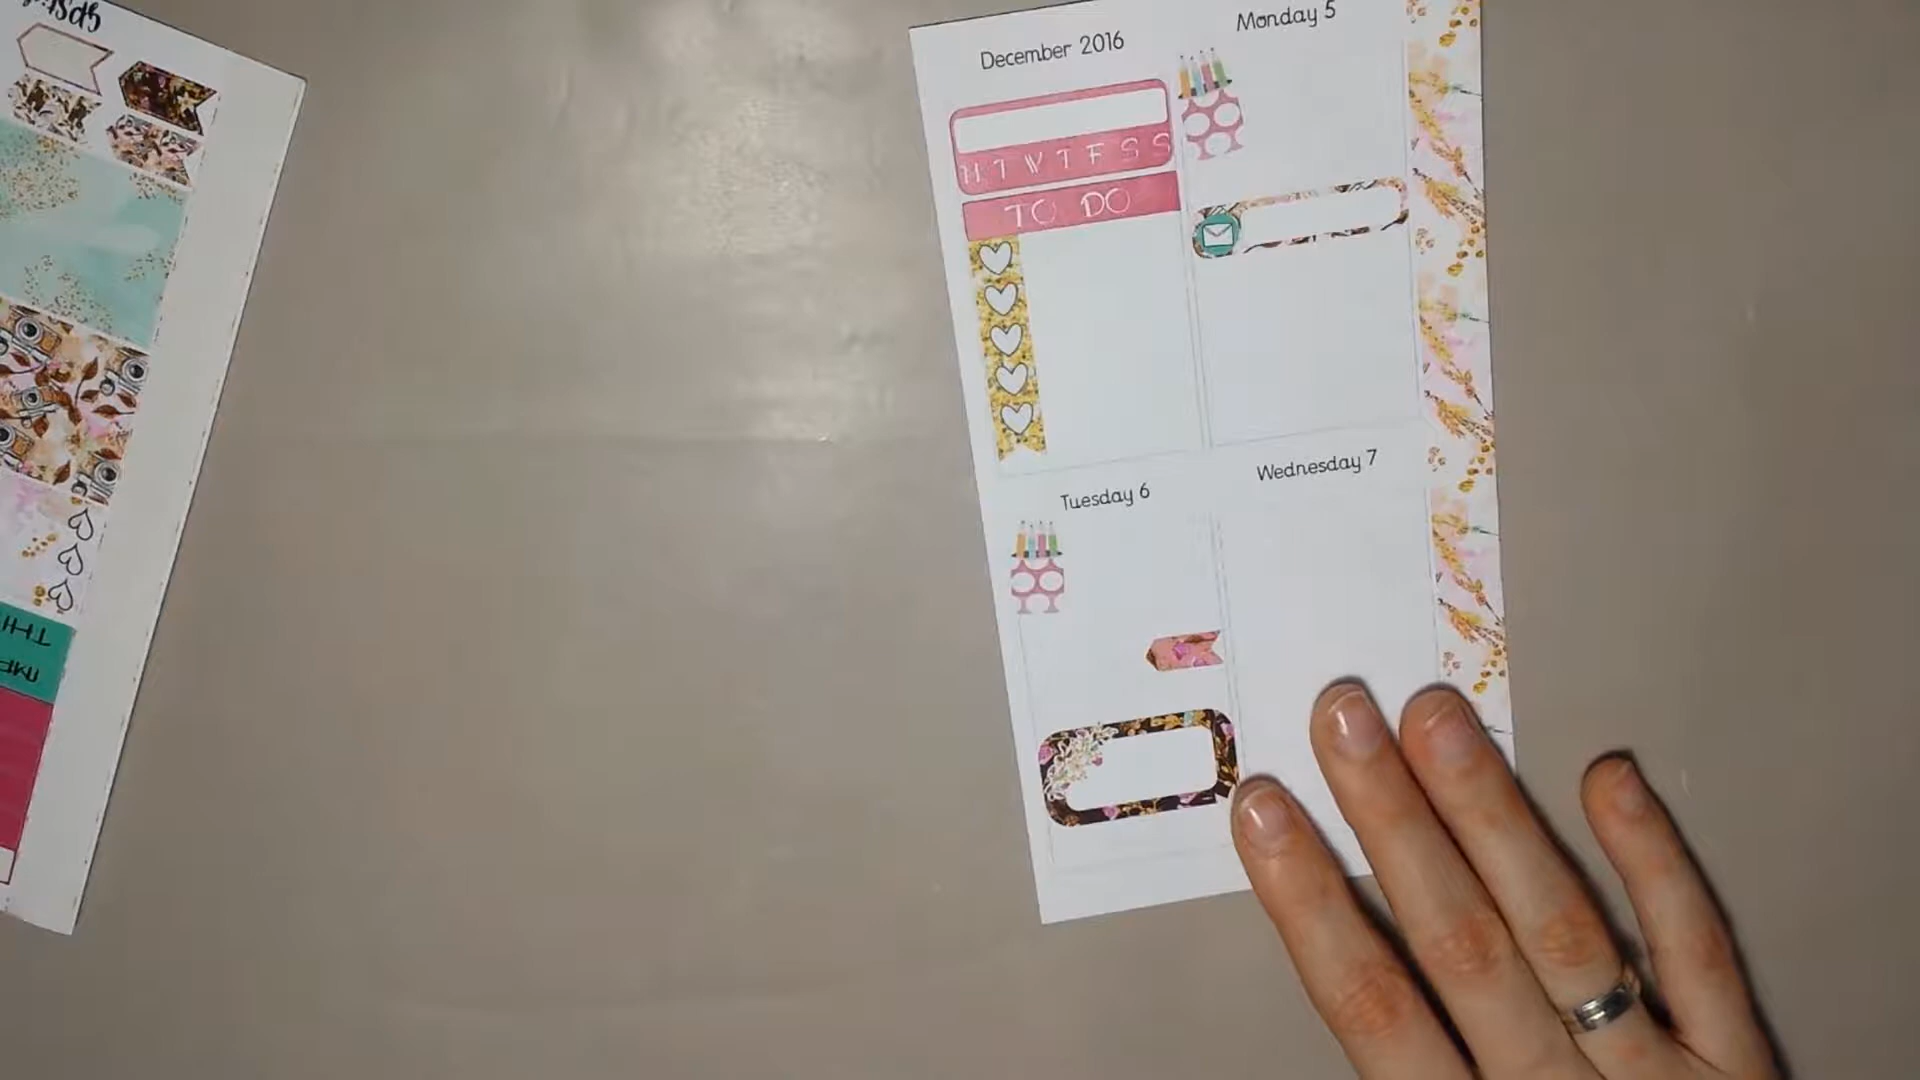 December 2016
Monday 5
M T W T F S S
TO DO
Tuesday 6
Wednesday 7